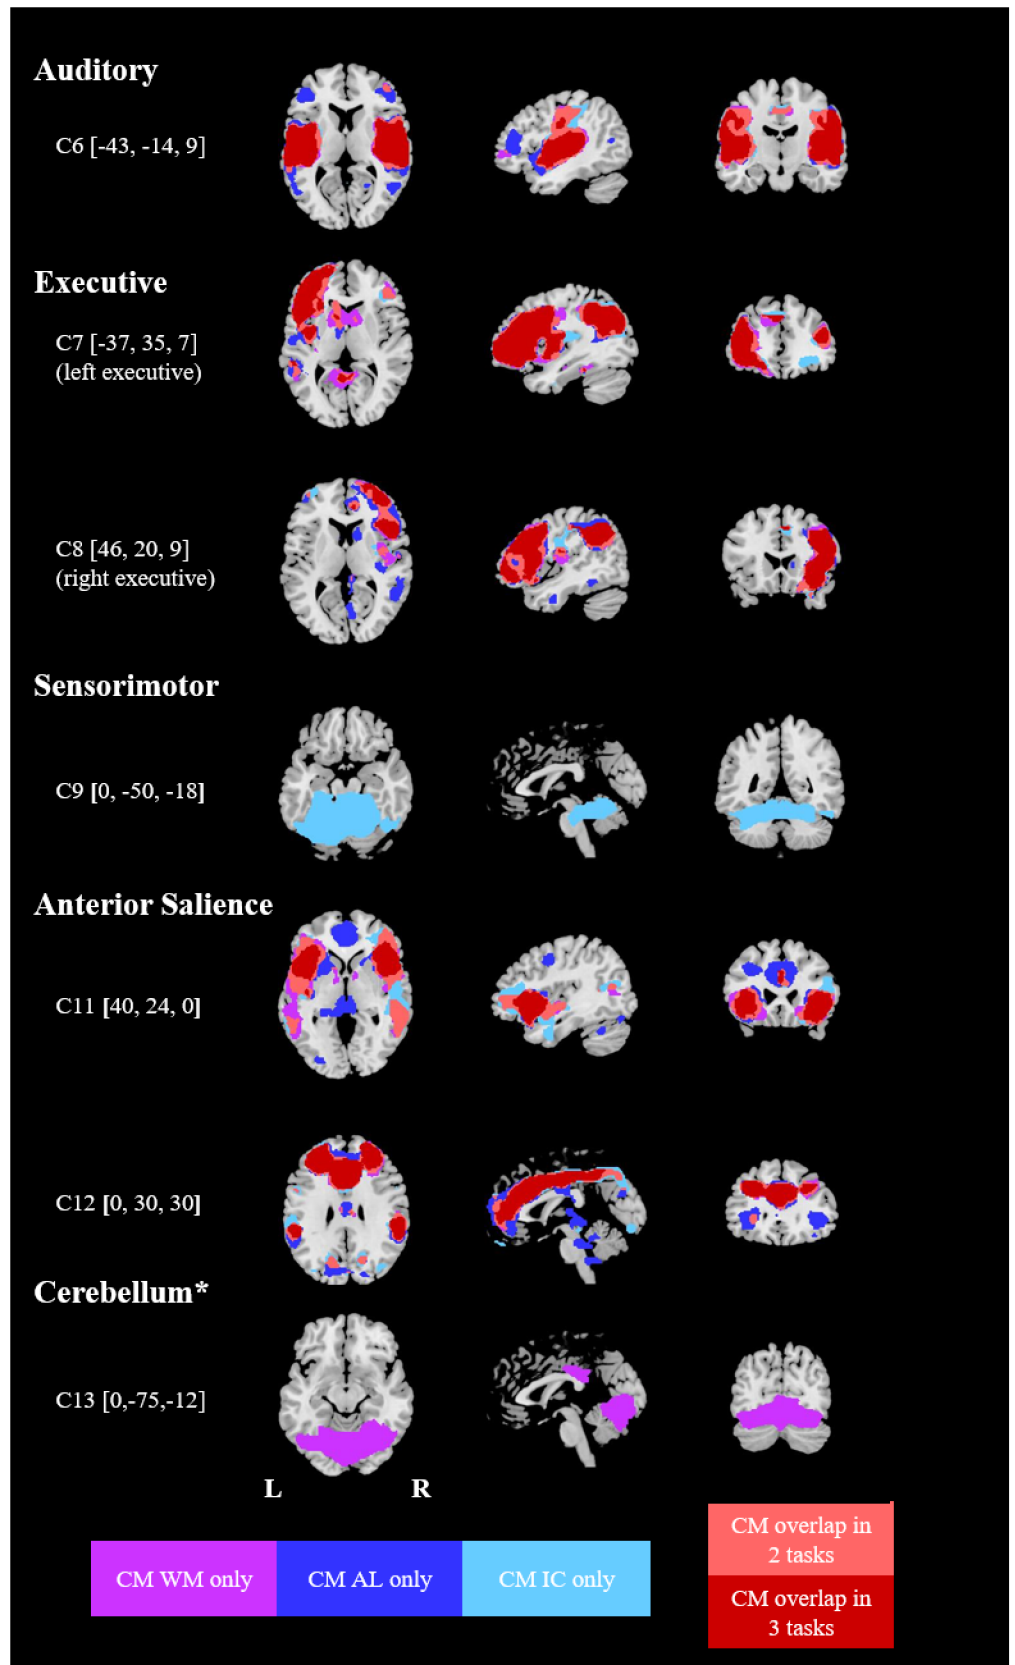 Auditory
C6 [-43, -14, 9]
Executive
C7 [-37, 35, 7]
(left executive)
C8 [46, 20, 9]
(right executive)
Sensorimotor
C9 [0, -50, -18]
Anterior Salience
C11 [40, 24, 0]
C12 [0, 30, 30]
Cerebellum*
C13 [0,-75,-12]
L R
CM WM only
CM AL only
CM IC only
CM overlap in
2 tasks
CM overlap in
3 tasks